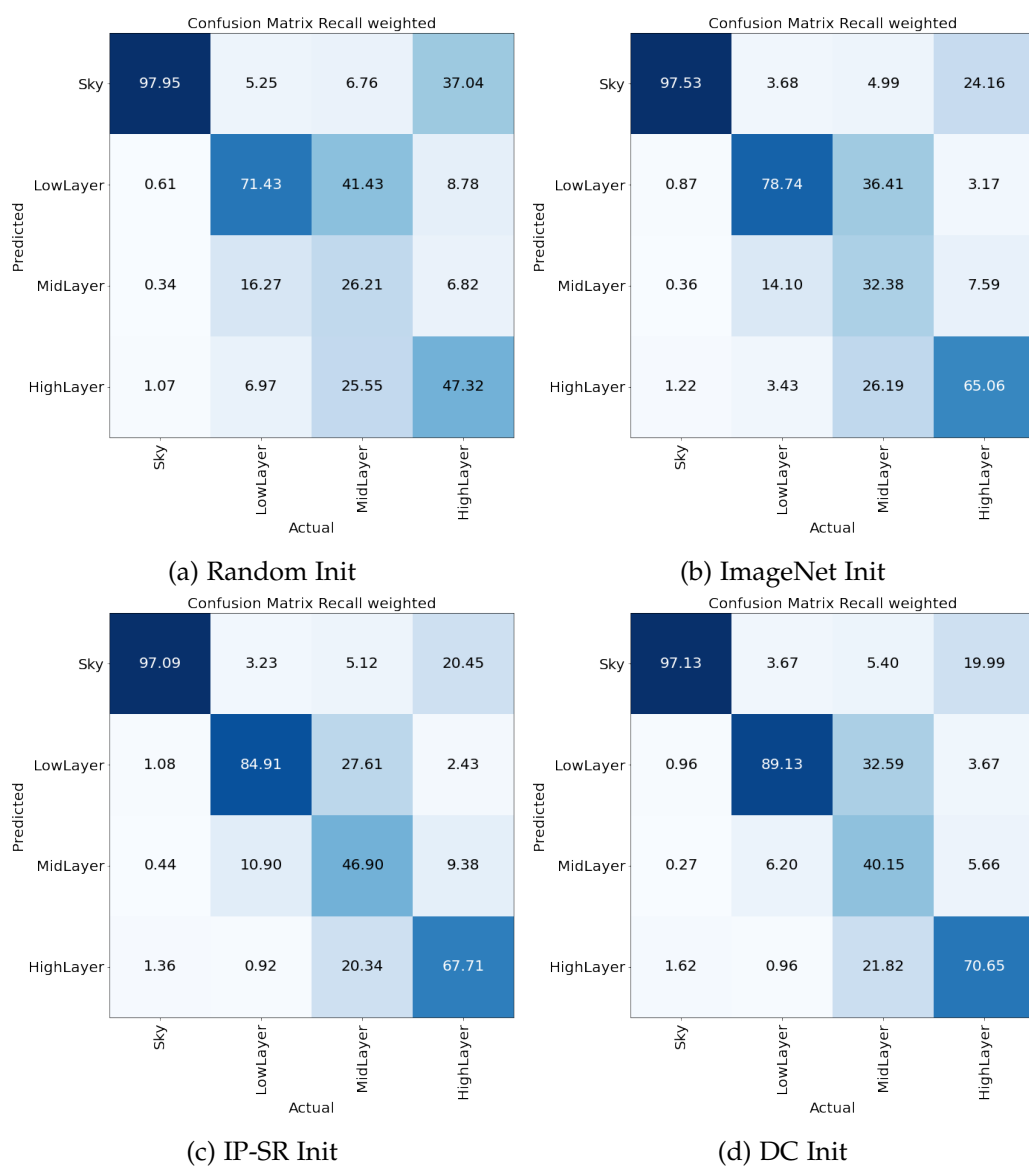 Confusion Matrix Recall weighted
Sky 97.95 5.25 6.76 37.04
LowLayer 0.61 71.43 41.43 8.78
MidLayer 0.34 16.27 26.21 6.82
HighLayer 1.07 6.97 25.55 47.32
Predicted
Sky LowLayer MidLayer HighLayer
Actual
(a) Random Init
Confusion Matrix Recall weighted
Sky 97.53 3.68 4.99 24.16
LowLayer 0.87 78.74 36.41 3.17
MidLayer 0.36 14.10 32.38 7.59
HighLayer 1.22 3.43 26.19 65.06
Predicted
Sky LowLayer MidLayer HighLayer
Actual
(b) ImageNet Init
Confusion Matrix Recall weighted
Sky 97.09 3.23 5.12 20.45
LowLayer 1.08 84.91 27.61 2.43
MidLayer 0.44 10.90 46.90 9.38
HighLayer 1.36 0.92 20.34 67.71
Predicted
Sky LowLayer MidLayer HighLayer
Actual
(c) IP-SR Init
Confusion Matrix Recall weighted
Sky 97.13 3.67 5.40 19.99
LowLayer 0.96 89.13 32.59 3.67
MidLayer 0.27 6.20 40.15 5.66
HighLayer 1.62 0.96 21.82 70.65
Predicted
Sky LowLayer MidLayer HighLayer
Actual
(d) DC Init